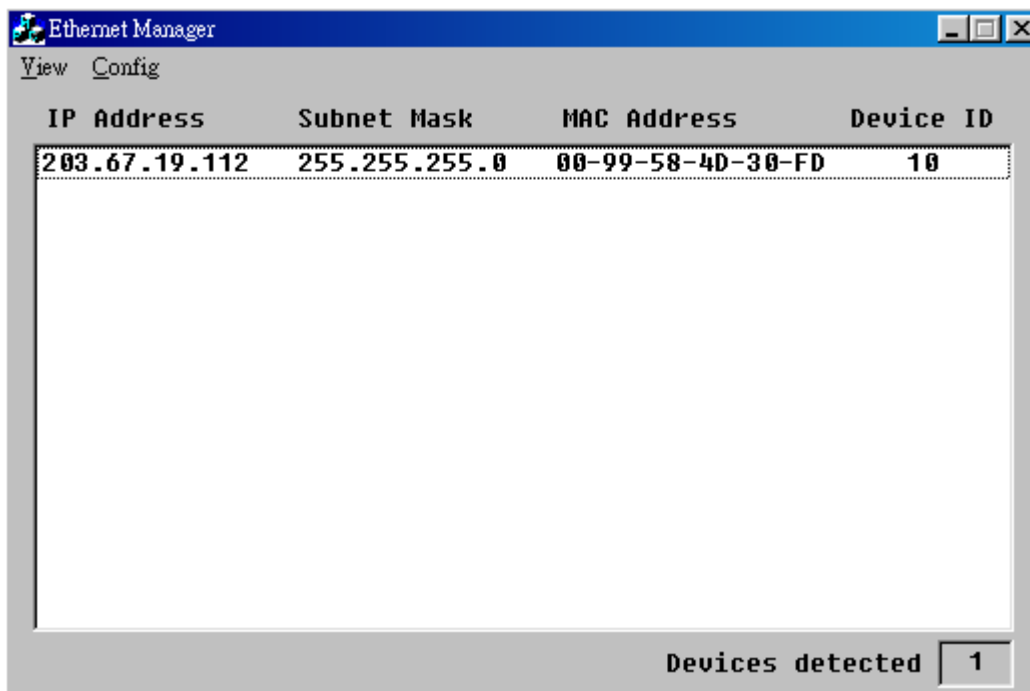 Ethernet Manager
View Config
IP Address Subnet Mask MAC Address Device ID
203.67.19.112 255.255.255.0 00-99-58-4D-30-FD 10
Devices detected 1